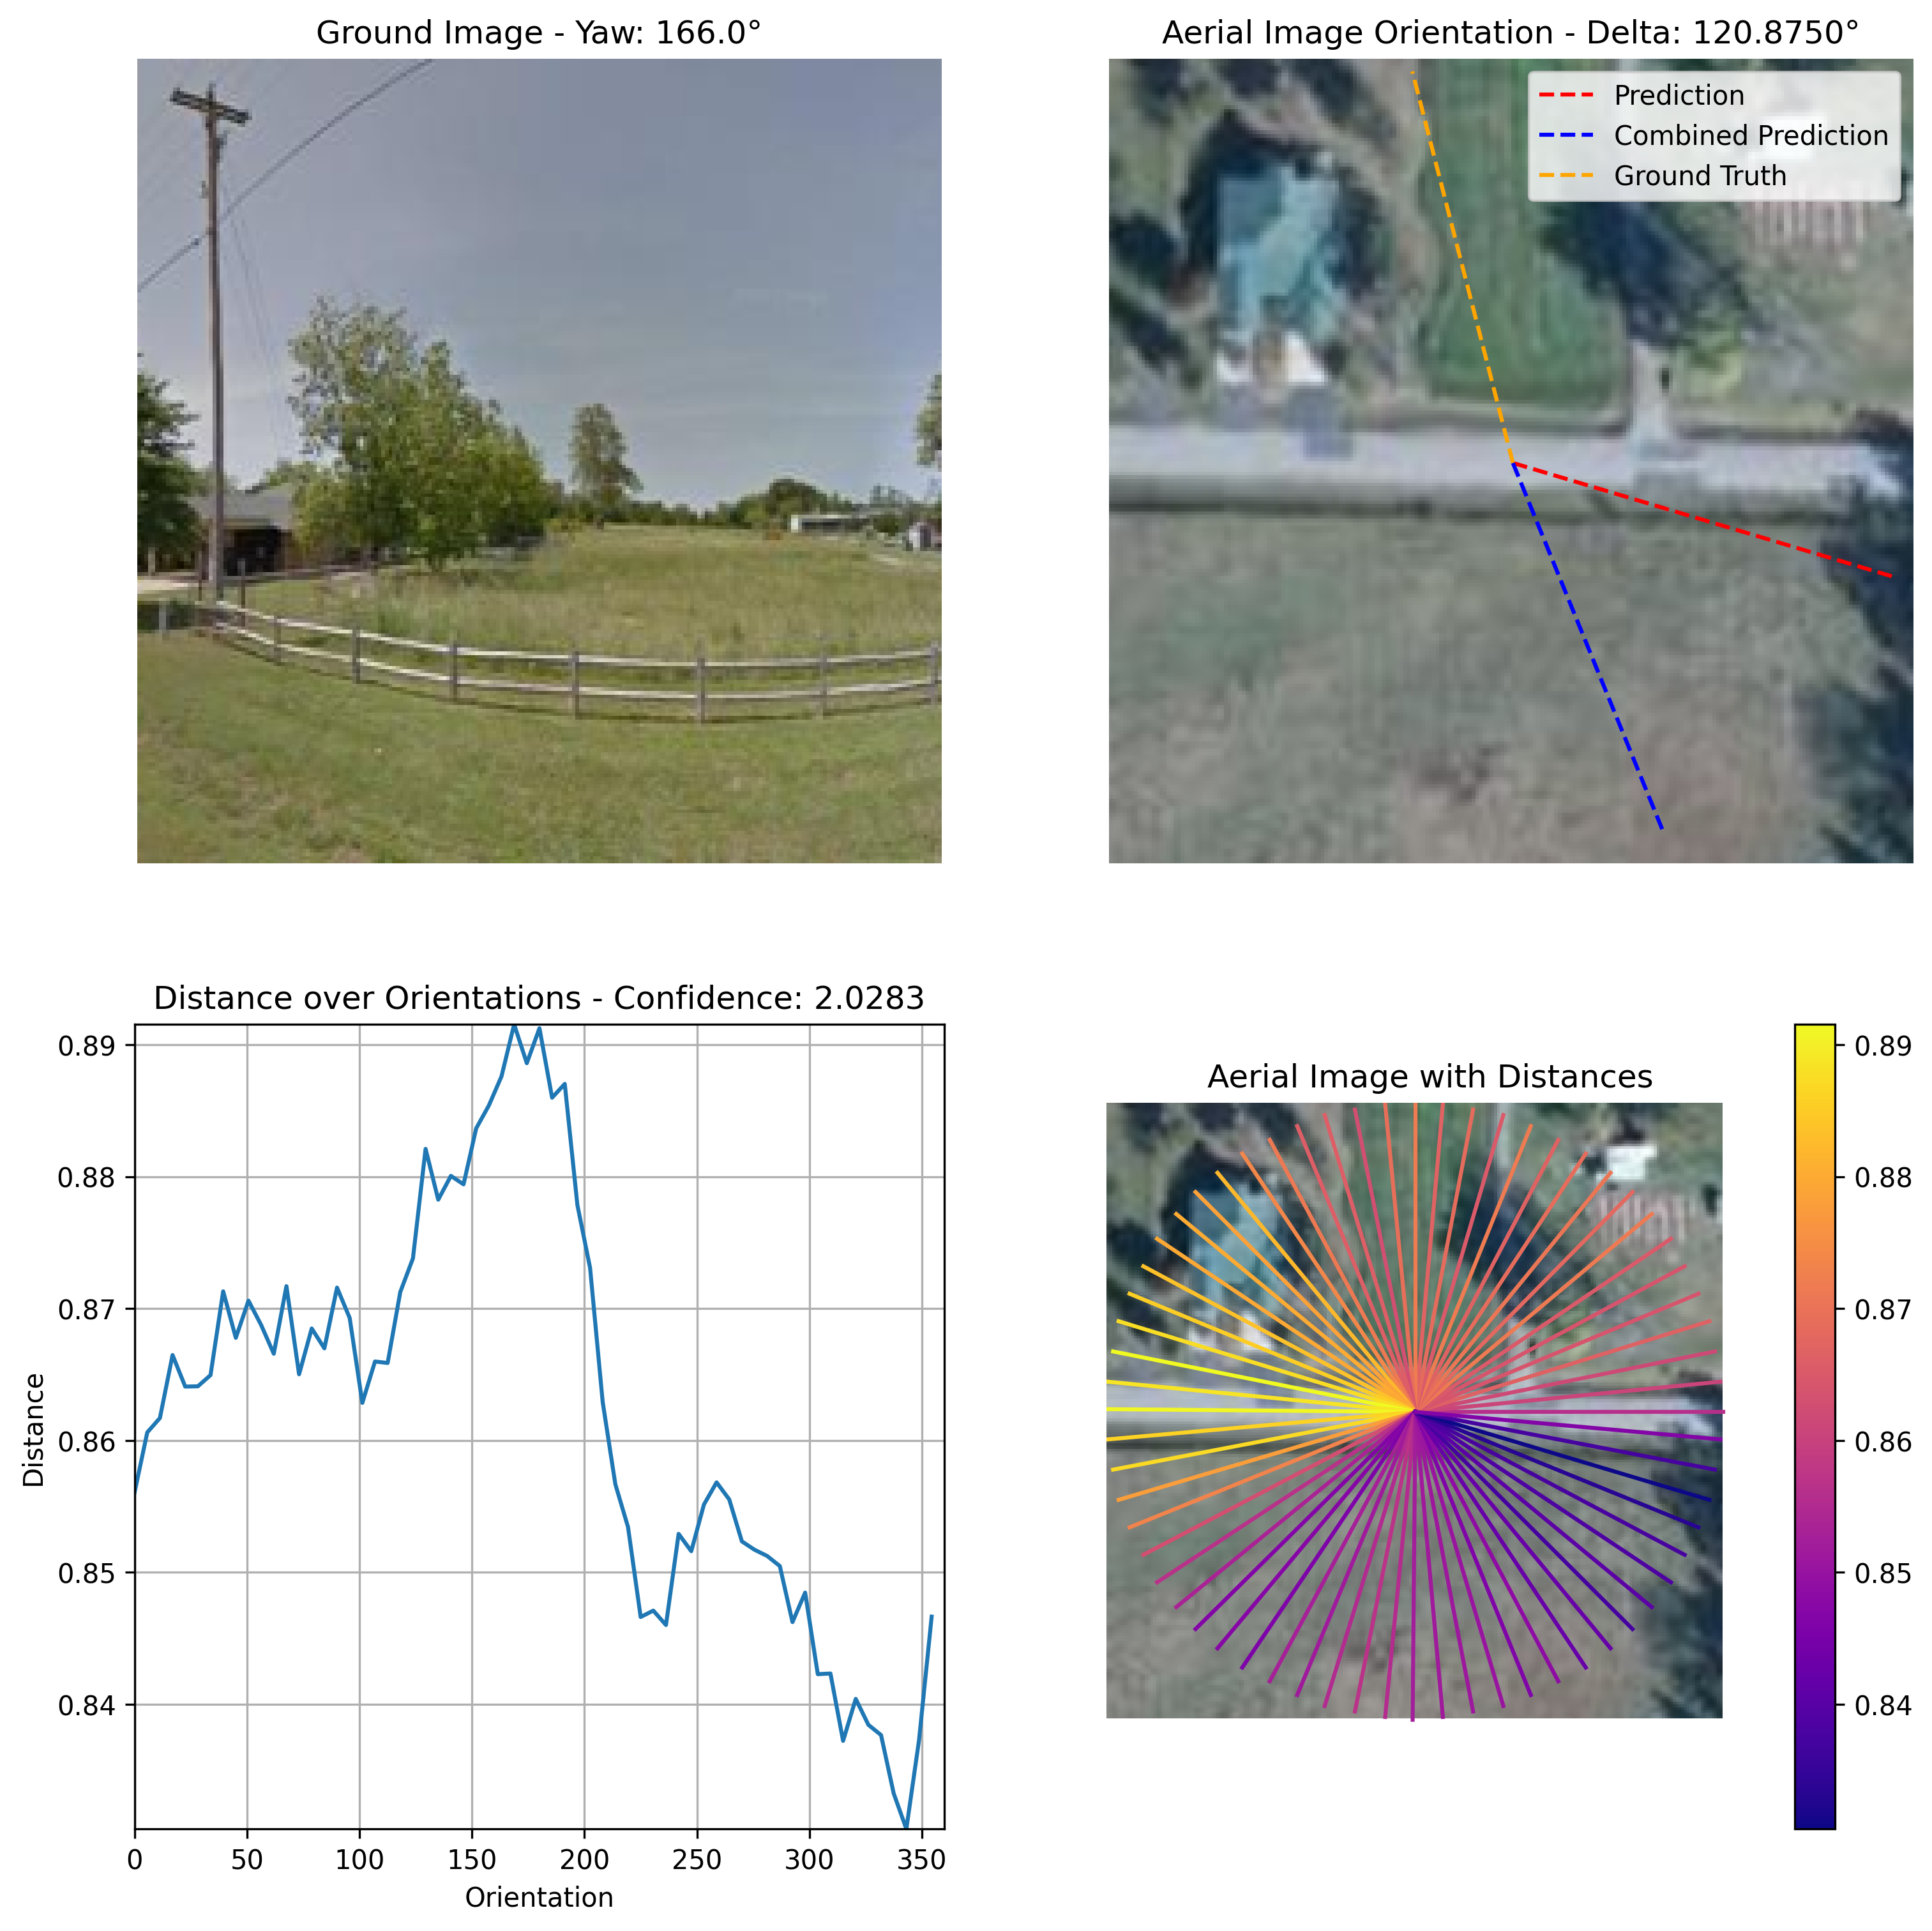 Ground Image - Yaw: 166.0°
Aerial Image Orientation - Delta: 120.8750°
Prediction
Combined Prediction
Ground Truth
Distance over Orientations - Confidence: 2.0283
0.89
0.88
0.87
0.86
0.85
0.84
Distance
0
50
100
150
200
250
300
350
Orientation
Aerial Image with Distances
0.89
0.88
0.87
0.86
0.85
0.84